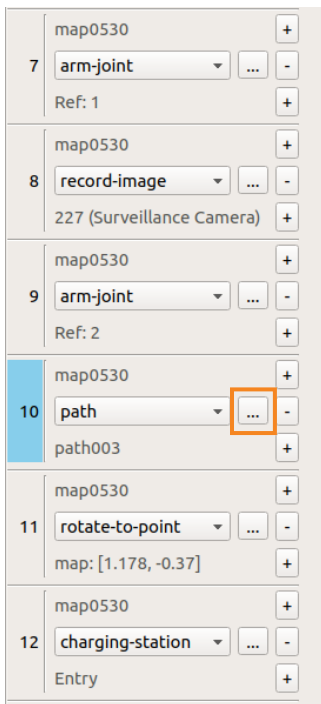 map0530 +
7 arm-joint ... -
Ref: 1 +
map0530 +
8 record-image ... -
227 (Surveillance Camera) +
map0530 +
9 arm-joint ... -
Ref: 2 +
map0530 +
10 path ... -
path003 +
map0530 +
11 rotate-to-point ... -
map: [1.178, -0.37] +
map0530 +
12 charging-station ... -
Entry +